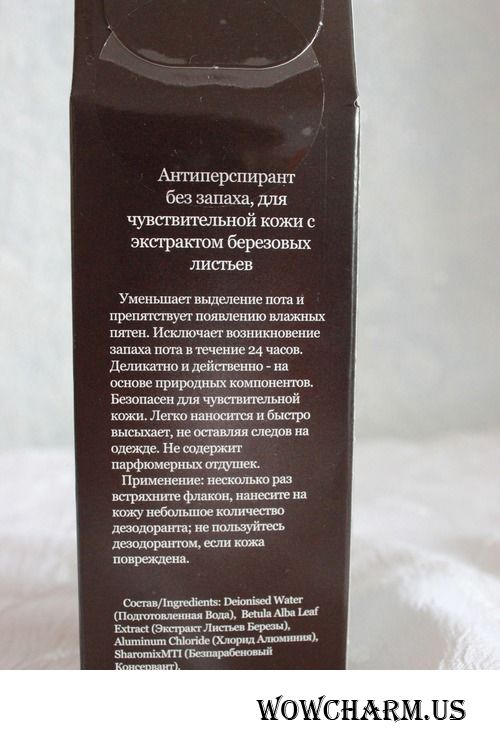 Антиперспирант
без запаха, для
чувствительной кожи с
экстрактом березовых
листьев
Уменьшает выделение пота и
препятствует появлению влажных
пятен. Исключает возникновение
запаха пота в течение 24 часов.
Деликатно и действенно - на
основе природных компонентов.
Безопасен для чувствительной
кожи. Легко наносится и быстро
высыхает, не оставляя следов на
одежде. Не содержит
парфюмерных отдушек.
Применение: несколько раз
встряхните флакон, нанесите на
кожу небольшое количество
дезодоранта; не пользуйтесь
дезодорантом, если кожа
повреждена.
Состав/Ingredients: Deionised Water
(Подготовленная Вода), Betula Alba Leaf
Extract (Экстракт Листьев Березы),
Aluminum Chloride (Хлорид Алюминия),
SharomixMTI (Безпарабеновый
Консервант),
WOWCHARM.US